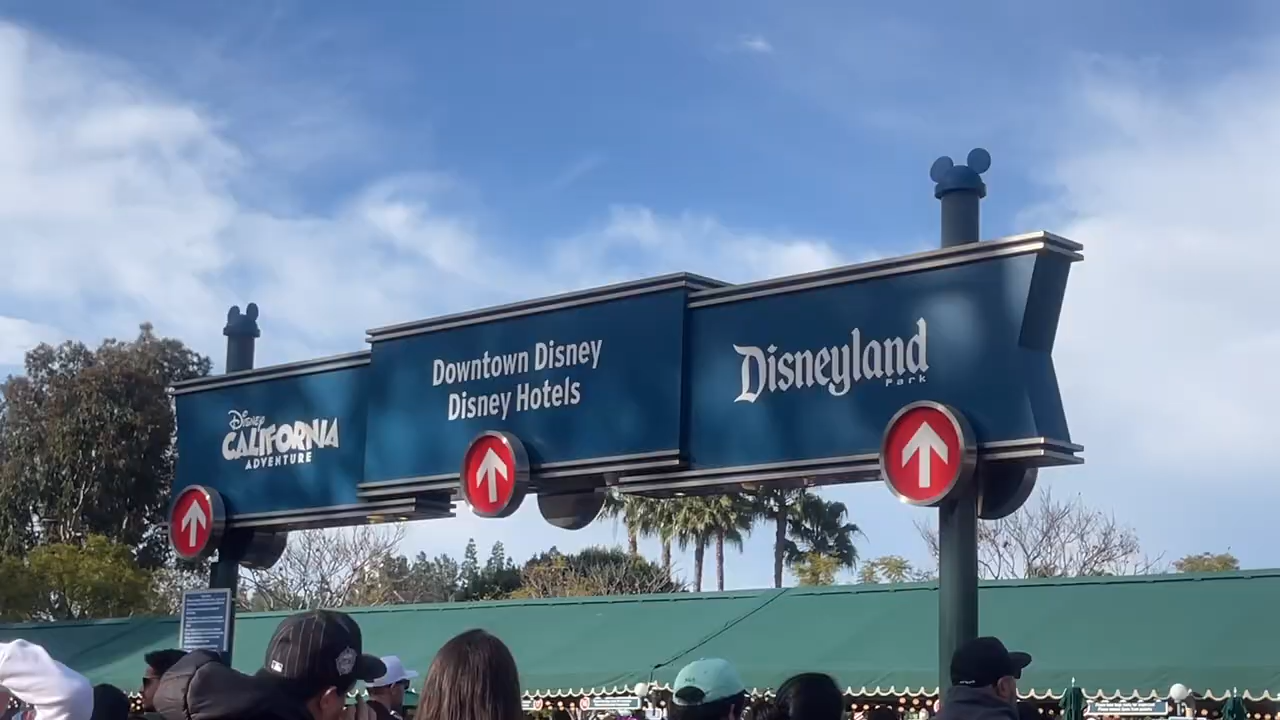 Disney
CALIFORNIA
ADVENTURE
Downtown Disney
Disney Hotels
Disneyland
Park